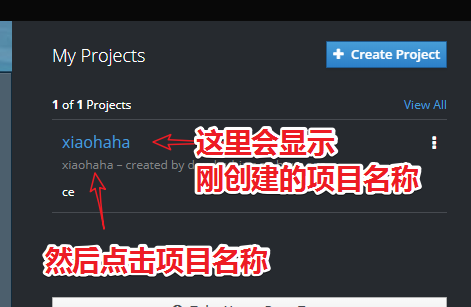 My Projects
+ Create Project
1 of 1 Projects
View All
xiaohaha
这里会显示
刚创建的项目名称
xiaohaha – created by
ce
然后点击项目名称